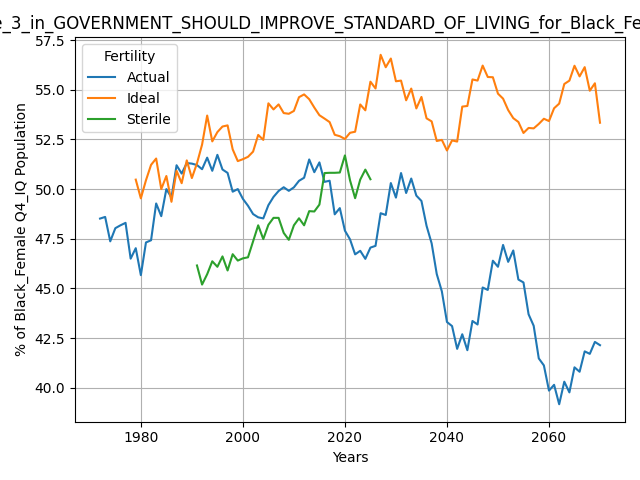 e_3_in_GOVERNMENT_SHOULD_IMPROVE_STANDARD_OF_LIVING_for_Black_Fe
57.5
55.0
52.5
50.0
47.5
45.0
42.5
40.0
% of Black_Female Q4_IQ Population
Fertility
Actual
Ideal
Sterile
1980
2000
2020
2040
2060
Years